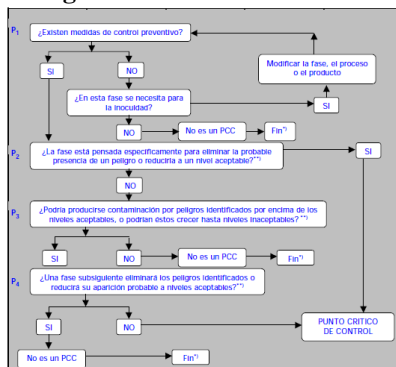 P₁
¿Existen medidas de control preventivo?
SI
NO
Modificar la fase, el proceso
o el producto
¿En esta fase se necesita para
la inocuidad?
SI
NO
No es un PCC
Fin*)
P₂
¿La fase está pensada específicamente para eliminar la probable
presencia de un peligro o reducirla a un nivel aceptable?**)
SI
NO
P₃
¿Podría producirse contaminación por peligros identificados por encima de los
niveles aceptables, o podrían éstos crecer hasta niveles inaceptables?**)
SI
NO
No es un PCC
Fin*)
P₄
¿Una fase subsiguiente eliminará los peligros identificados o
reducirá su aparición probable a niveles aceptables?**)
SI
NO
PUNTO CRITICO
DE CONTROL
No es un PCC
Fin*)